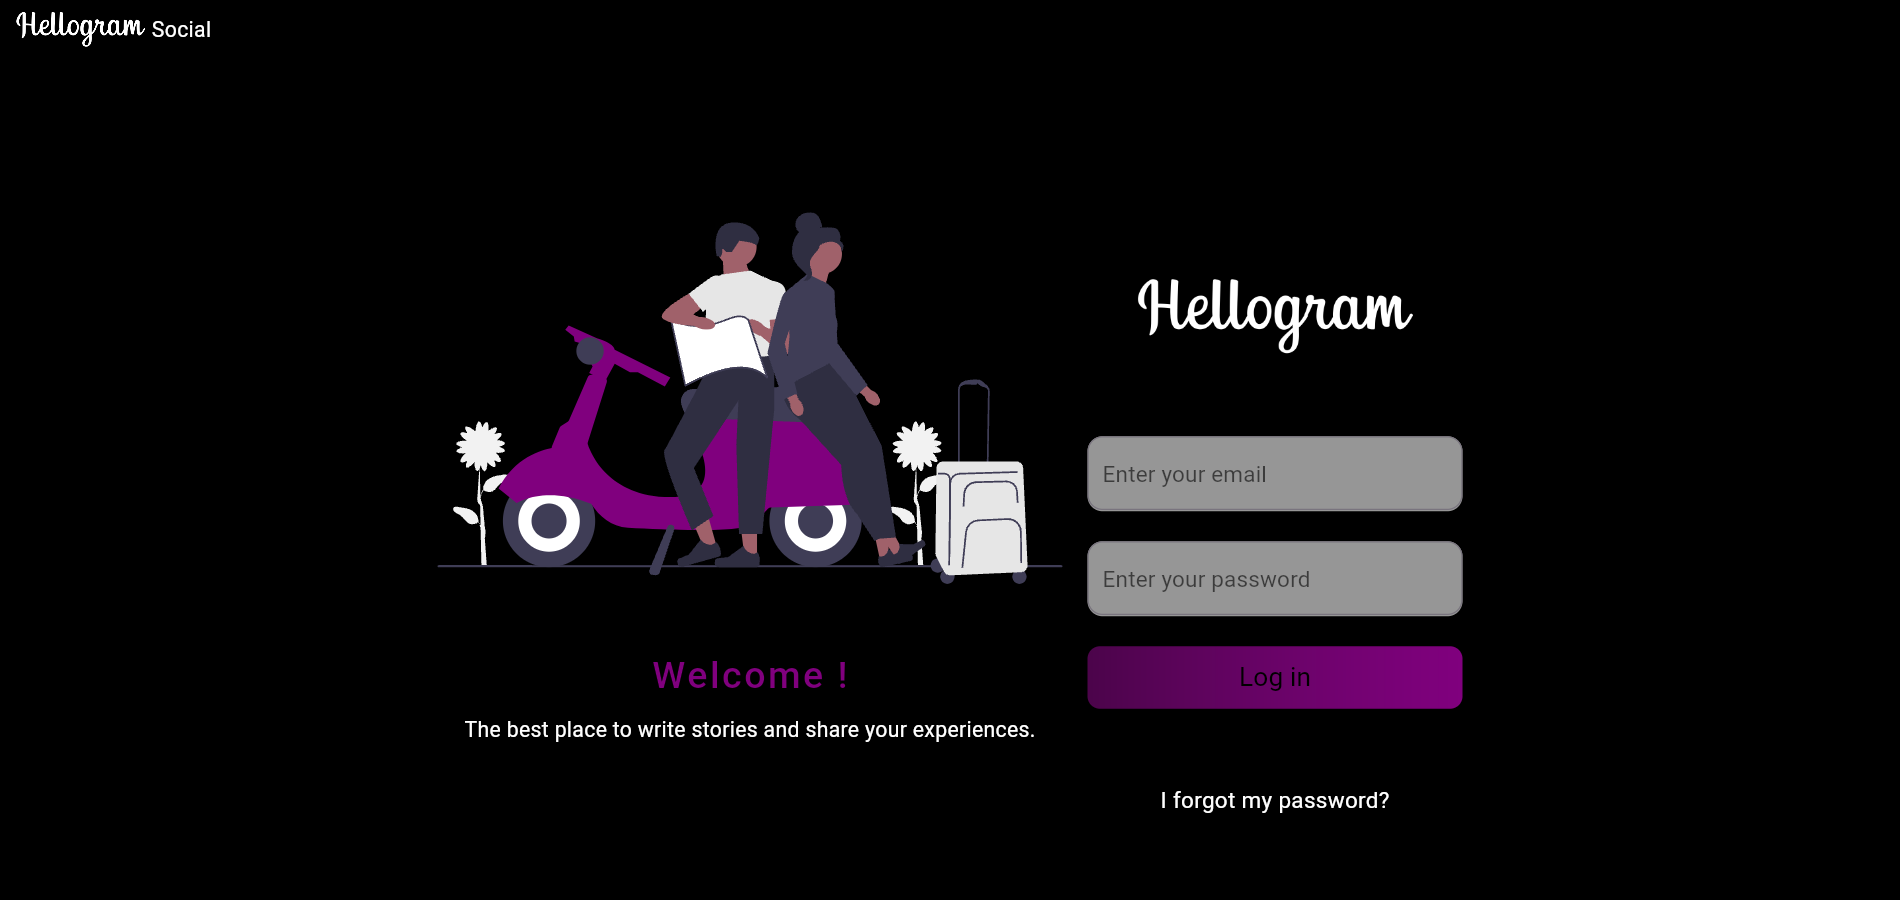 Hellogram Social
Hellogram
Enter your email
Enter your password
Log in
Welcome !
The best place to write stories and share your experiences.
I forgot my password?